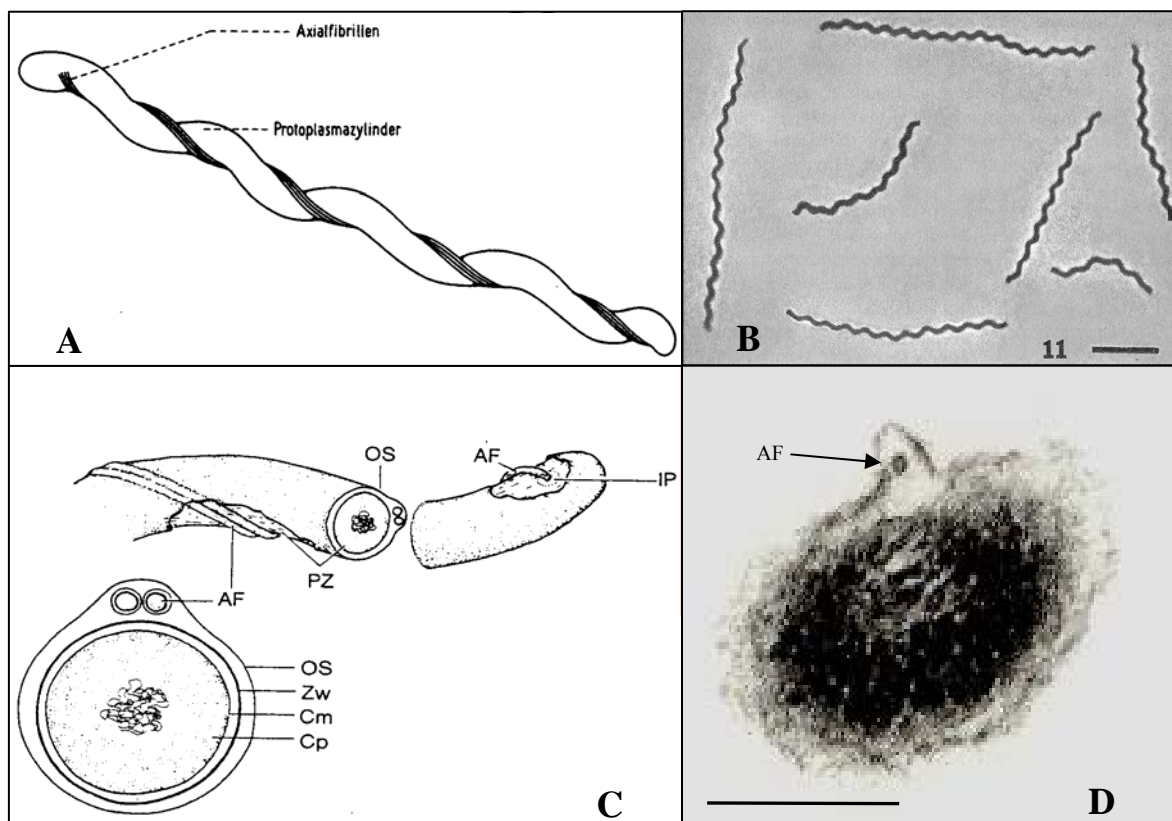 Axialfibrillen
Protoplasmazylinder
A
11
B
OS
AF
IP
PZ
AF
OS
Zw
Cm
Cp
C
AF
D